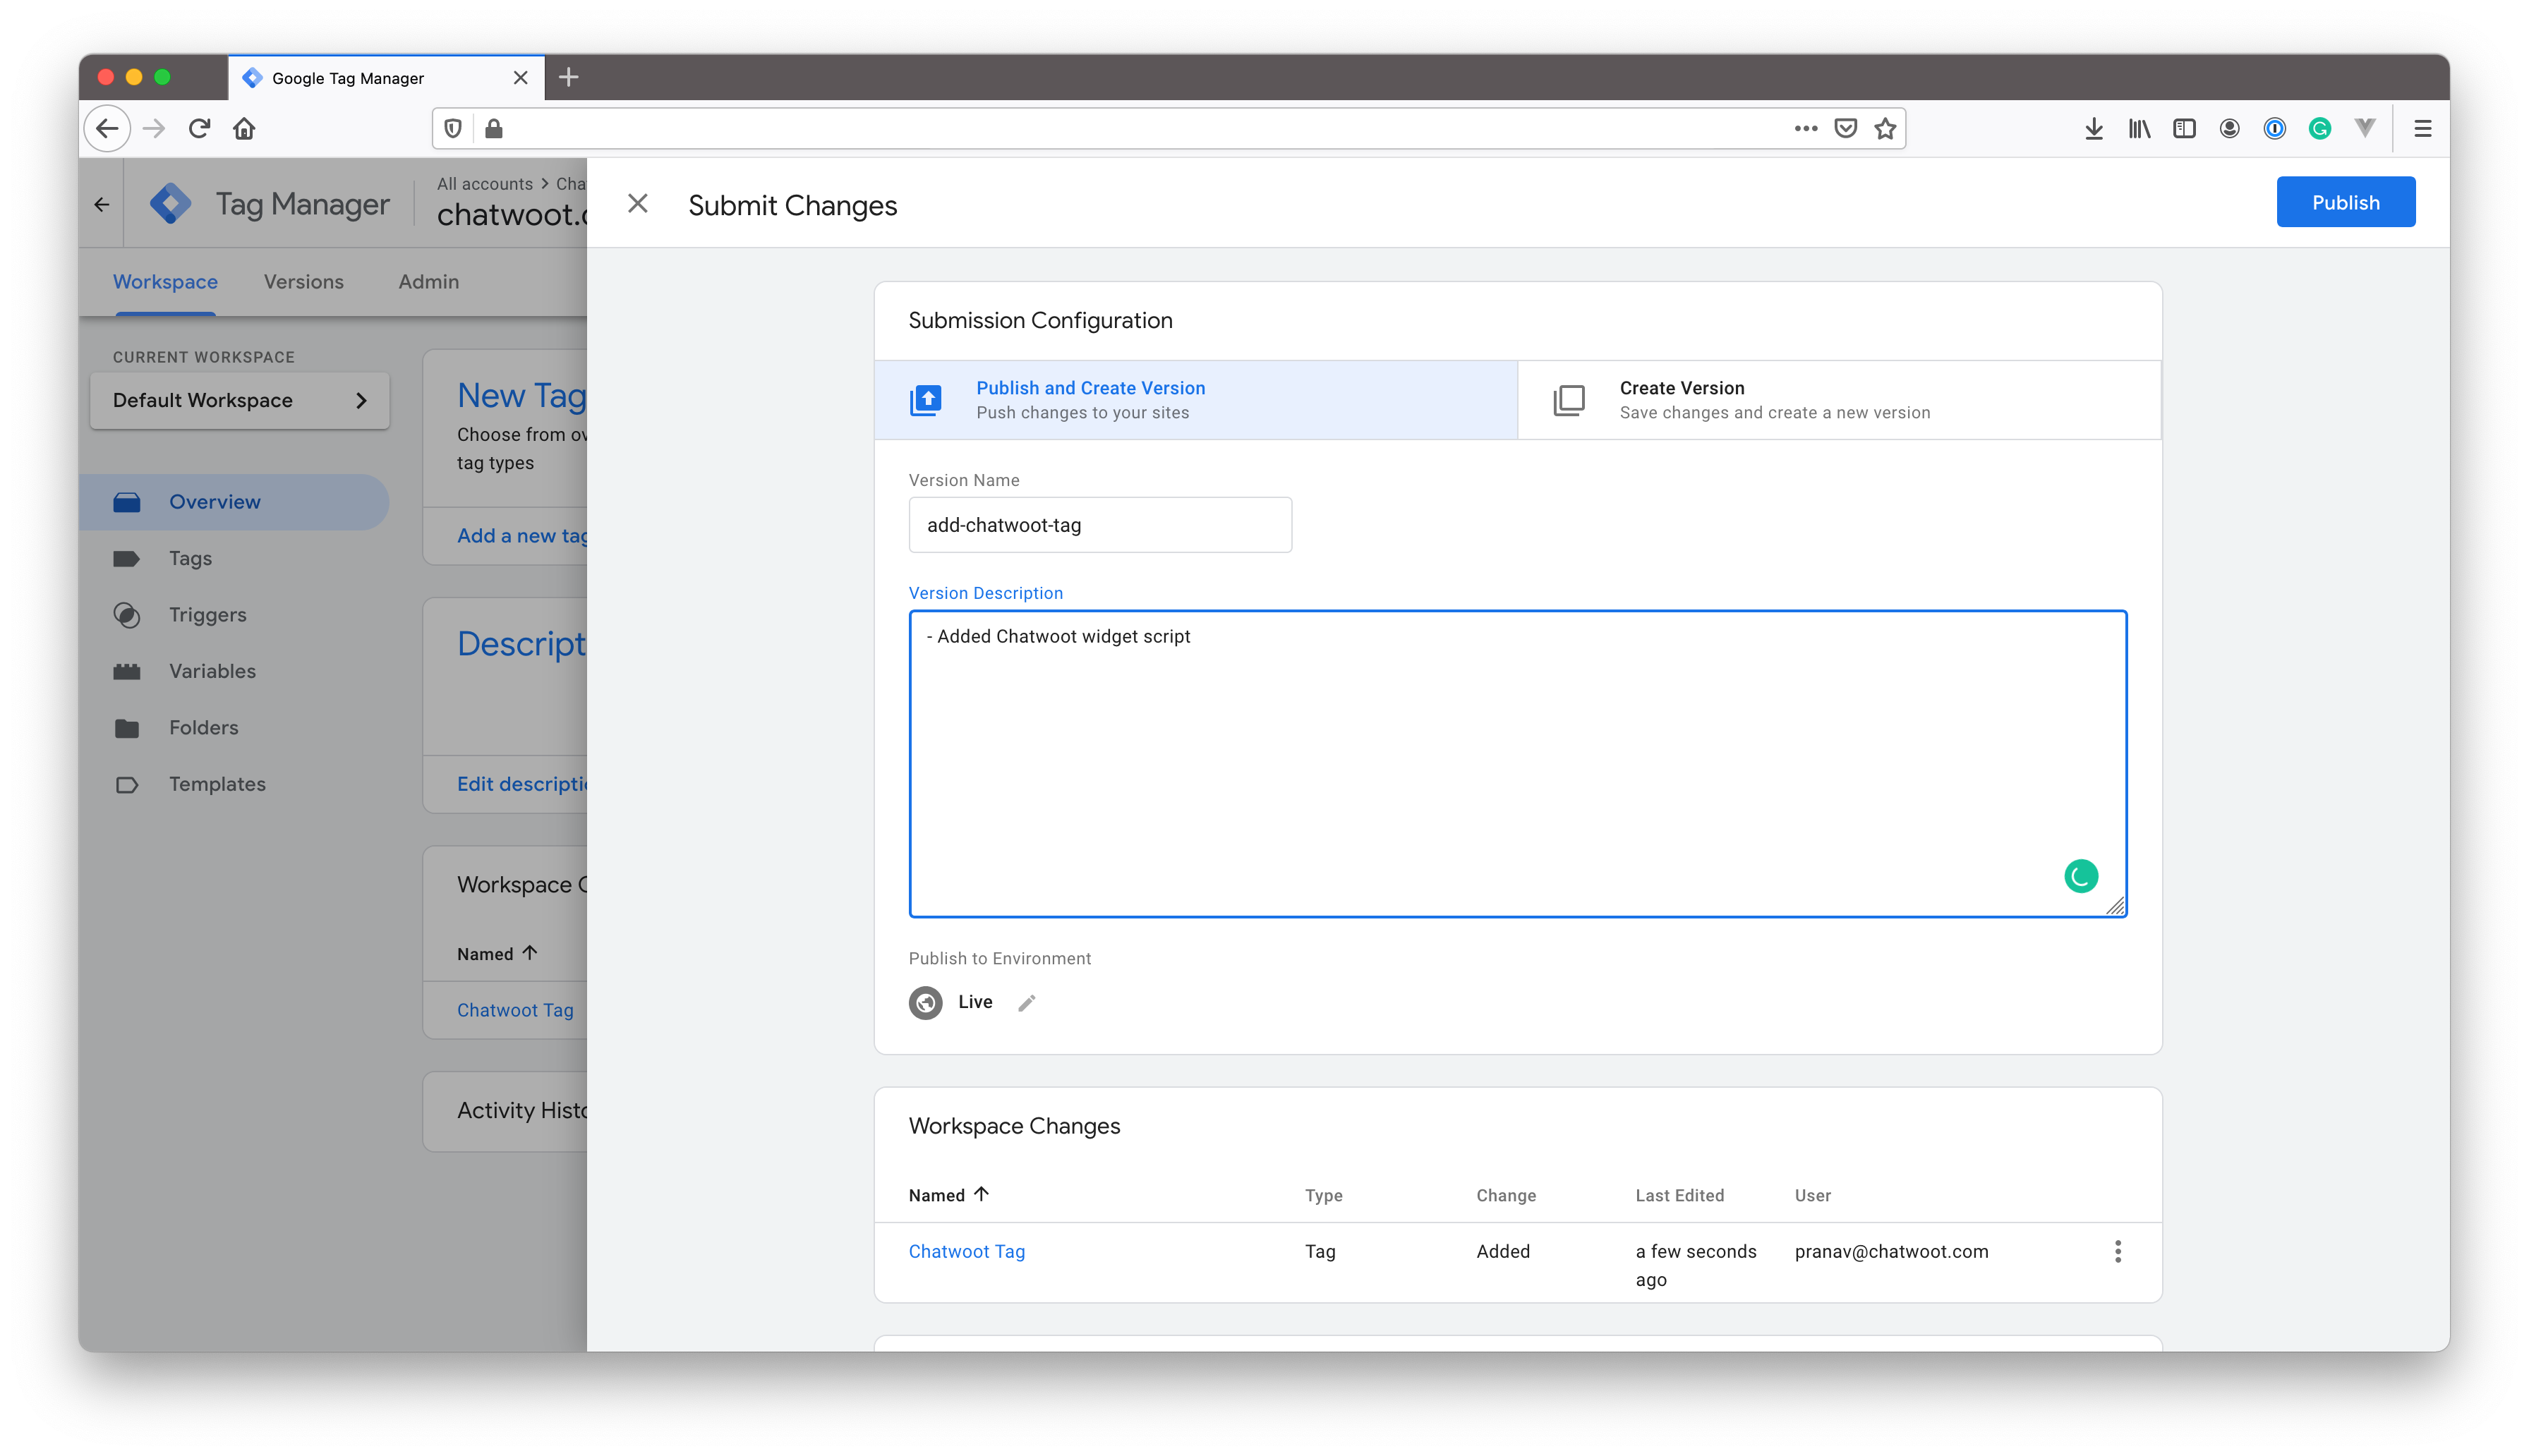 Google Tag Manager
Tag Manager
All accounts > Cha
chatwoot.c
Submit Changes
Publish
Workspace
Versions
Admin
CURRENT WORKSPACE
Default Workspace
Overview
Tags
Triggers
Variables
Folders
Templates
New Tag
Choose from ov
tag types
Add a new tag
Descript
Edit descripti
Workspace C
Named
Chatwoot Tag
Activity Histo
Submission Configuration
Publish and Create Version
Push changes to your sites
Create Version
Save changes and create a new version
Version Name
add-chatwoot-tag
Version Description
- Added Chatwoot widget script
Publish to Environment
Live
Workspace Changes
Named Type Change Last Edited User
Chatwoot Tag Tag Added a few seconds pranav@chatwoot.com
ago